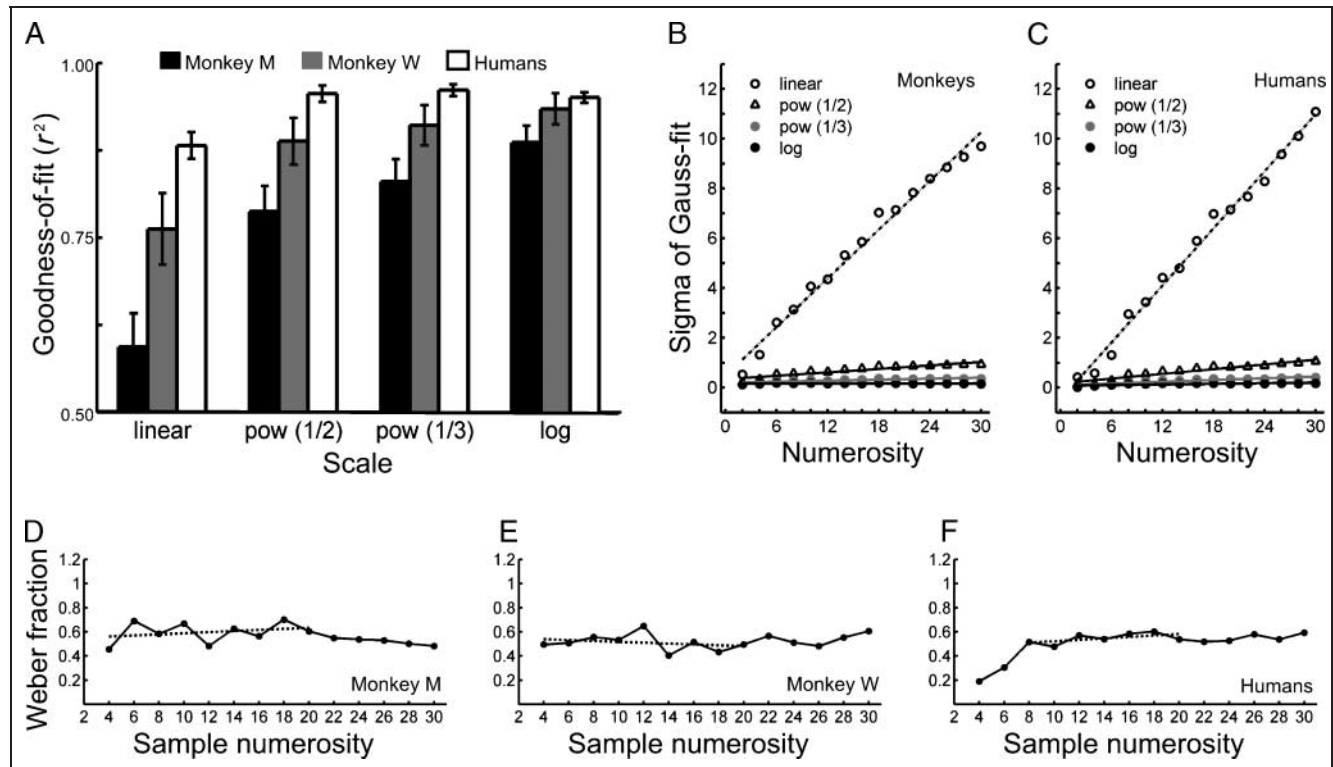 A
Monkey M Monkey W Humans
Goodness-of-fit (r²)
1.00
0.75
0.50
linear pow (1/2) pow (1/3) log
Scale
B
Monkeys
linear
pow (1/2)
pow (1/3)
log
Sigma of Gauss-fit
12
10
8
6
4
2
0
6 12 18 24 30
Numerosity
C
Humans
linear
pow (1/2)
pow (1/3)
log
12
10
8
6
4
2
0
6 12 18 24 30
Numerosity
D
Weber fraction
1.2
1
0.8
0.6
0.4
0.2
Monkey M
2 4 6 8 10 12 14 16 18 20 22 24 26 28 30
Sample numerosity
E
1.2
1
0.8
0.6
0.4
0.2
Monkey W
2 4 6 8 10 12 14 16 18 20 22 24 26 28 30
Sample numerosity
F
1.2
1
0.8
0.6
0.4
0.2
Humans
2 4 6 8 10 12 14 16 18 20 22 24 26 28 30
Sample numerosity